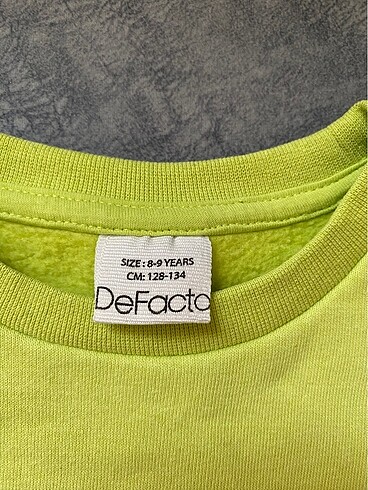 SIZE : 8-9 YEARS
CM: 128-134
DeFacto